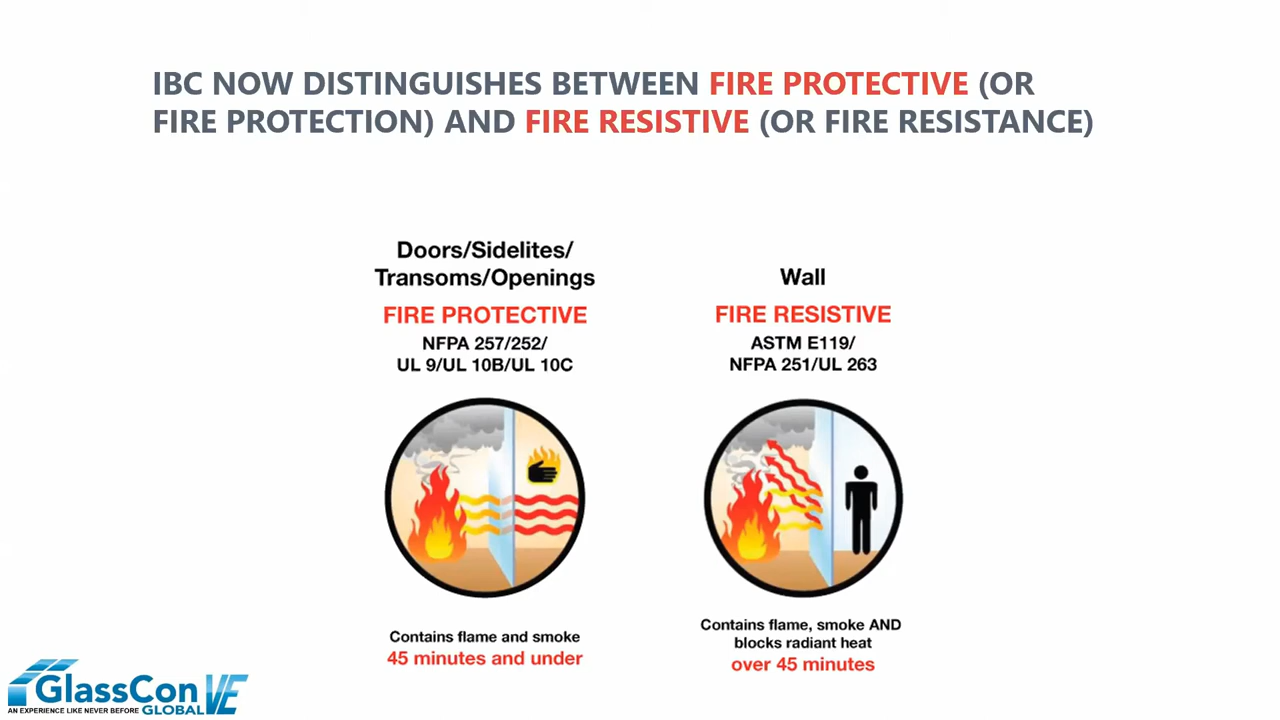 IBC NOW DISTINGUISHES BETWEEN FIRE PROTECTIVE (OR
FIRE PROTECTION) AND FIRE RESISTIVE (OR FIRE RESISTANCE)
Doors/Sidelites/
Transoms/Openings
FIRE PROTECTIVE
NFPA 257/252/
UL 9/UL 10B/UL 10C
Contains flame and smoke
45 minutes and under
Wall
FIRE RESISTIVE
ASTM E119/
NFPA 251/UL 263
Contains flame, smoke AND
blocks radiant heat
over 45 minutes
GlassCon VE
AN EXPERIENCE LIKE NEVER BEFORE GLOBAL